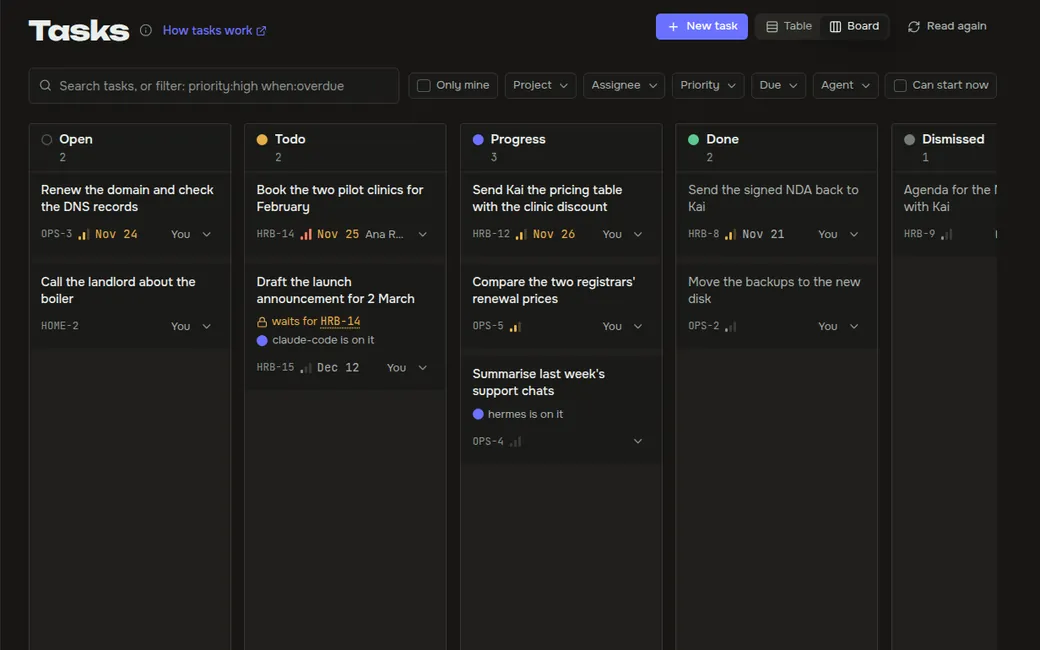 Tasks
How tasks work
New task
Table
Board
Read again
Search tasks, or filter: priority:high when:overdue
Only mine
Project
Assignee
Priority
Due
Agent
Can start now
Open
2
Renew the domain and check
the DNS records
OPS-3 Nov 24 You
Call the landlord about the
boiler
HOME-2 You
Todo
2
Book the two pilot clinics for
February
HRB-14 Nov 25 Ana R...
Draft the launch
announcement for 2 March
waits for HRB-14
claude-code is on it
HRB-15 Dec 12 You
Progress
3
Send Kai the pricing table
with the clinic discount
HRB-12 Nov 26 You
Compare the two registrars'
renewal prices
OPS-5 You
Summarise last week's
support chats
hermes is on it
OPS-4
Done
2
Send the signed NDA back to
Kai
HRB-8 Nov 21 You
Move the backups to the new
disk
OPS-2 You
Dismissed
1
Agenda for the
with Kai
HRB-9